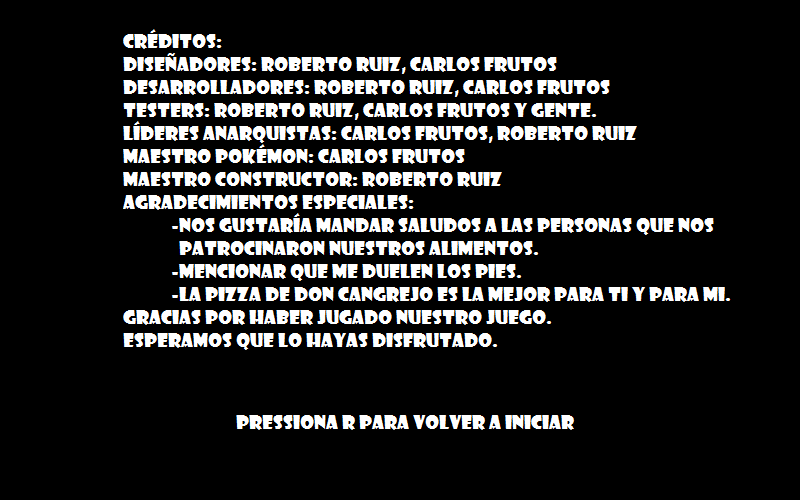 CRÉDITOS:
DISEÑADORES: ROBERTO RUIZ, CARLOS FRUTOS
DESARROLLADORES: ROBERTO RUIZ, CARLOS FRUTOS
TESTERS: ROBERTO RUIZ, CARLOS FRUTOS Y GENTE.
LÍDERES ANARQUISTAS: CARLOS FRUTOS, ROBERTO RUIZ
MAESTRO POKÉMON: CARLOS FRUTOS
MAESTRO CONSTRUCTOR: ROBERTO RUIZ
AGRADECIMIENTOS ESPECIALES:
-NOS GUSTARÍA MANDAR SALUDOS A LAS PERSONAS QUE NOS
PATROCINARON NUESTROS ALIMENTOS.
-MENCIONAR QUE ME DUELEN LOS PIES.
-LA PIZZA DE DON CANGREJO ES LA MEJOR PARA TI Y PARA MI.
GRACIAS POR HABER JUGADO NUESTRO JUEGO.
ESPERAMOS QUE LO HAYAS DISFRUTADO.
PRESSIONA R PARA VOLVER A INICIAR